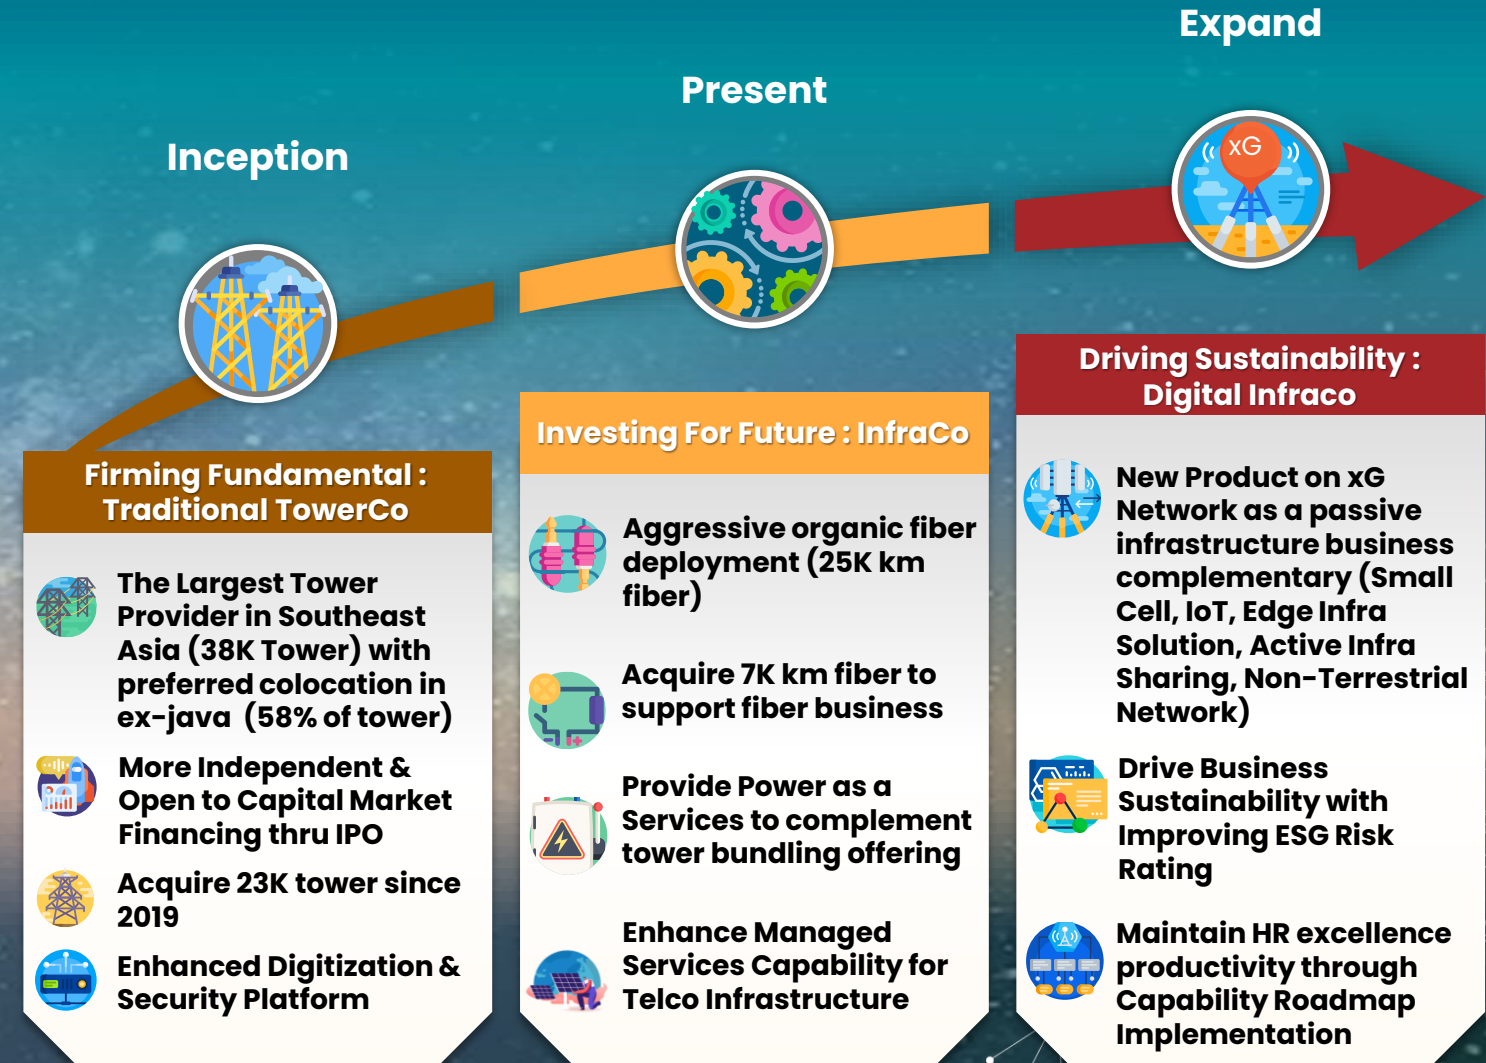 Inception
Firming Fundamental :
Traditional TowerCo
The Largest Tower
Provider in Southeast
Asia (38K Tower) with
preferred colocation in
ex-java (58% of tower)
More Independent &
Open to Capital Market
Financing thru IPO
Acquire 23K tower since
2019
Enhanced Digitization &
Security Platform
Present
Investing For Future : InfraCo
Aggressive organic fiber
deployment (25K km
fiber)
Acquire 7K km fiber to
support fiber business
Provide Power as a
Services to complement
tower bundling offering
Enhance Managed
Services Capability for
Telco Infrastructure
Expand
xG
Driving Sustainability :
Digital Infraco
New Product on xG
Network as a passive
infrastructure business
complementary (Small
Cell, IoT, Edge Infra
Solution, Active Infra
Sharing, Non-Terrestrial
Network)
Drive Business
Sustainability with
Improving ESG Risk
Rating
Maintain HR excellence
productivity through
Capability Roadmap
Implementation